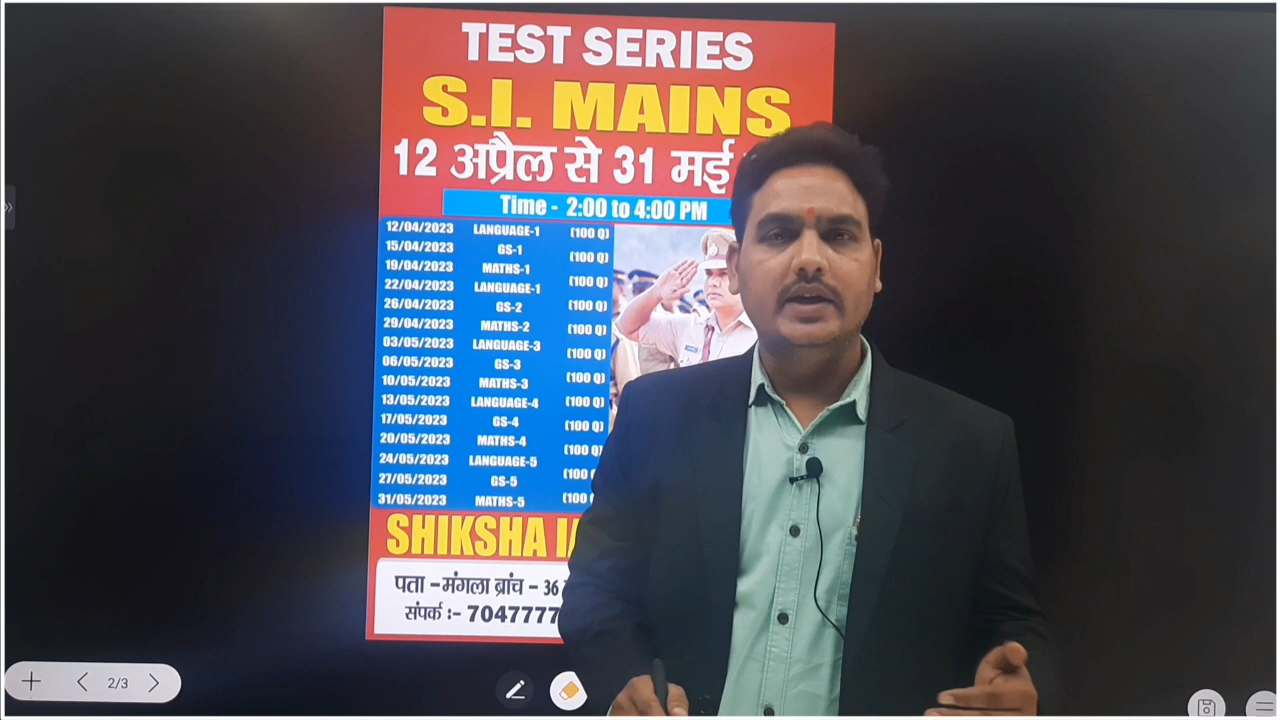 TEST SERIES
S.I. MAINS
12 अप्रैल से 31 मई
Time - 2:00 to 4:00 PM
12/04/2023 LANGUAGE-1 (100 Q)
15/04/2023 GS-1 (100 Q)
19/04/2023 MATHS-1 (100 Q)
22/04/2023 LANGUAGE-1 (100 Q)
26/04/2023 GS-2 (100 Q)
29/04/2023 MATHS-2 (100 Q)
03/05/2023 LANGUAGE-3 (100 Q)
06/05/2023 GS-3 (100 Q)
10/05/2023 MATHS-3 (100 Q)
13/05/2023 LANGUAGE-4 (100 Q)
17/05/2023 GS-4 (100 Q)
20/05/2023 MATHS-4 (100 Q)
24/05/2023 LANGUAGE-5 (100
27/05/2023 GS-5 (100
31/05/2023 MATHS-5
SHIKSHA
पता -मंगला ब्रांच - 36
संपर्क :- 7047777
2/3